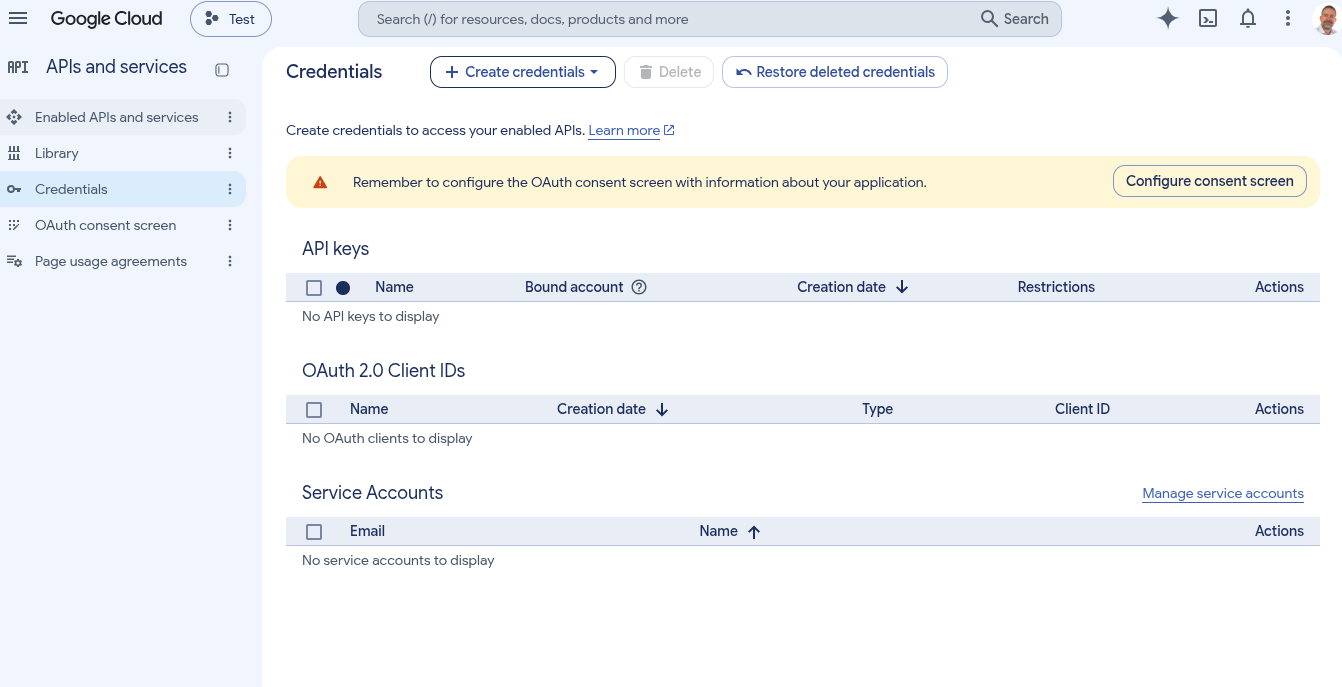 Google Cloud
Test
Search (/) for resources, docs, products and more
Search
API
APIs and services
Enabled APIs and services
Library
Credentials
OAuth consent screen
Page usage agreements
Credentials
Create credentials
Delete
Restore deleted credentials
Create credentials to access your enabled APIs. Learn more
Remember to configure the OAuth consent screen with information about your application.
Configure consent screen
API keys
Name Bound account Creation date Restrictions Actions
No API keys to display
OAuth 2.0 Client IDs
Name Creation date Type Client ID Actions
No OAuth clients to display
Service Accounts
Manage service accounts
Email Name Actions
No service accounts to display